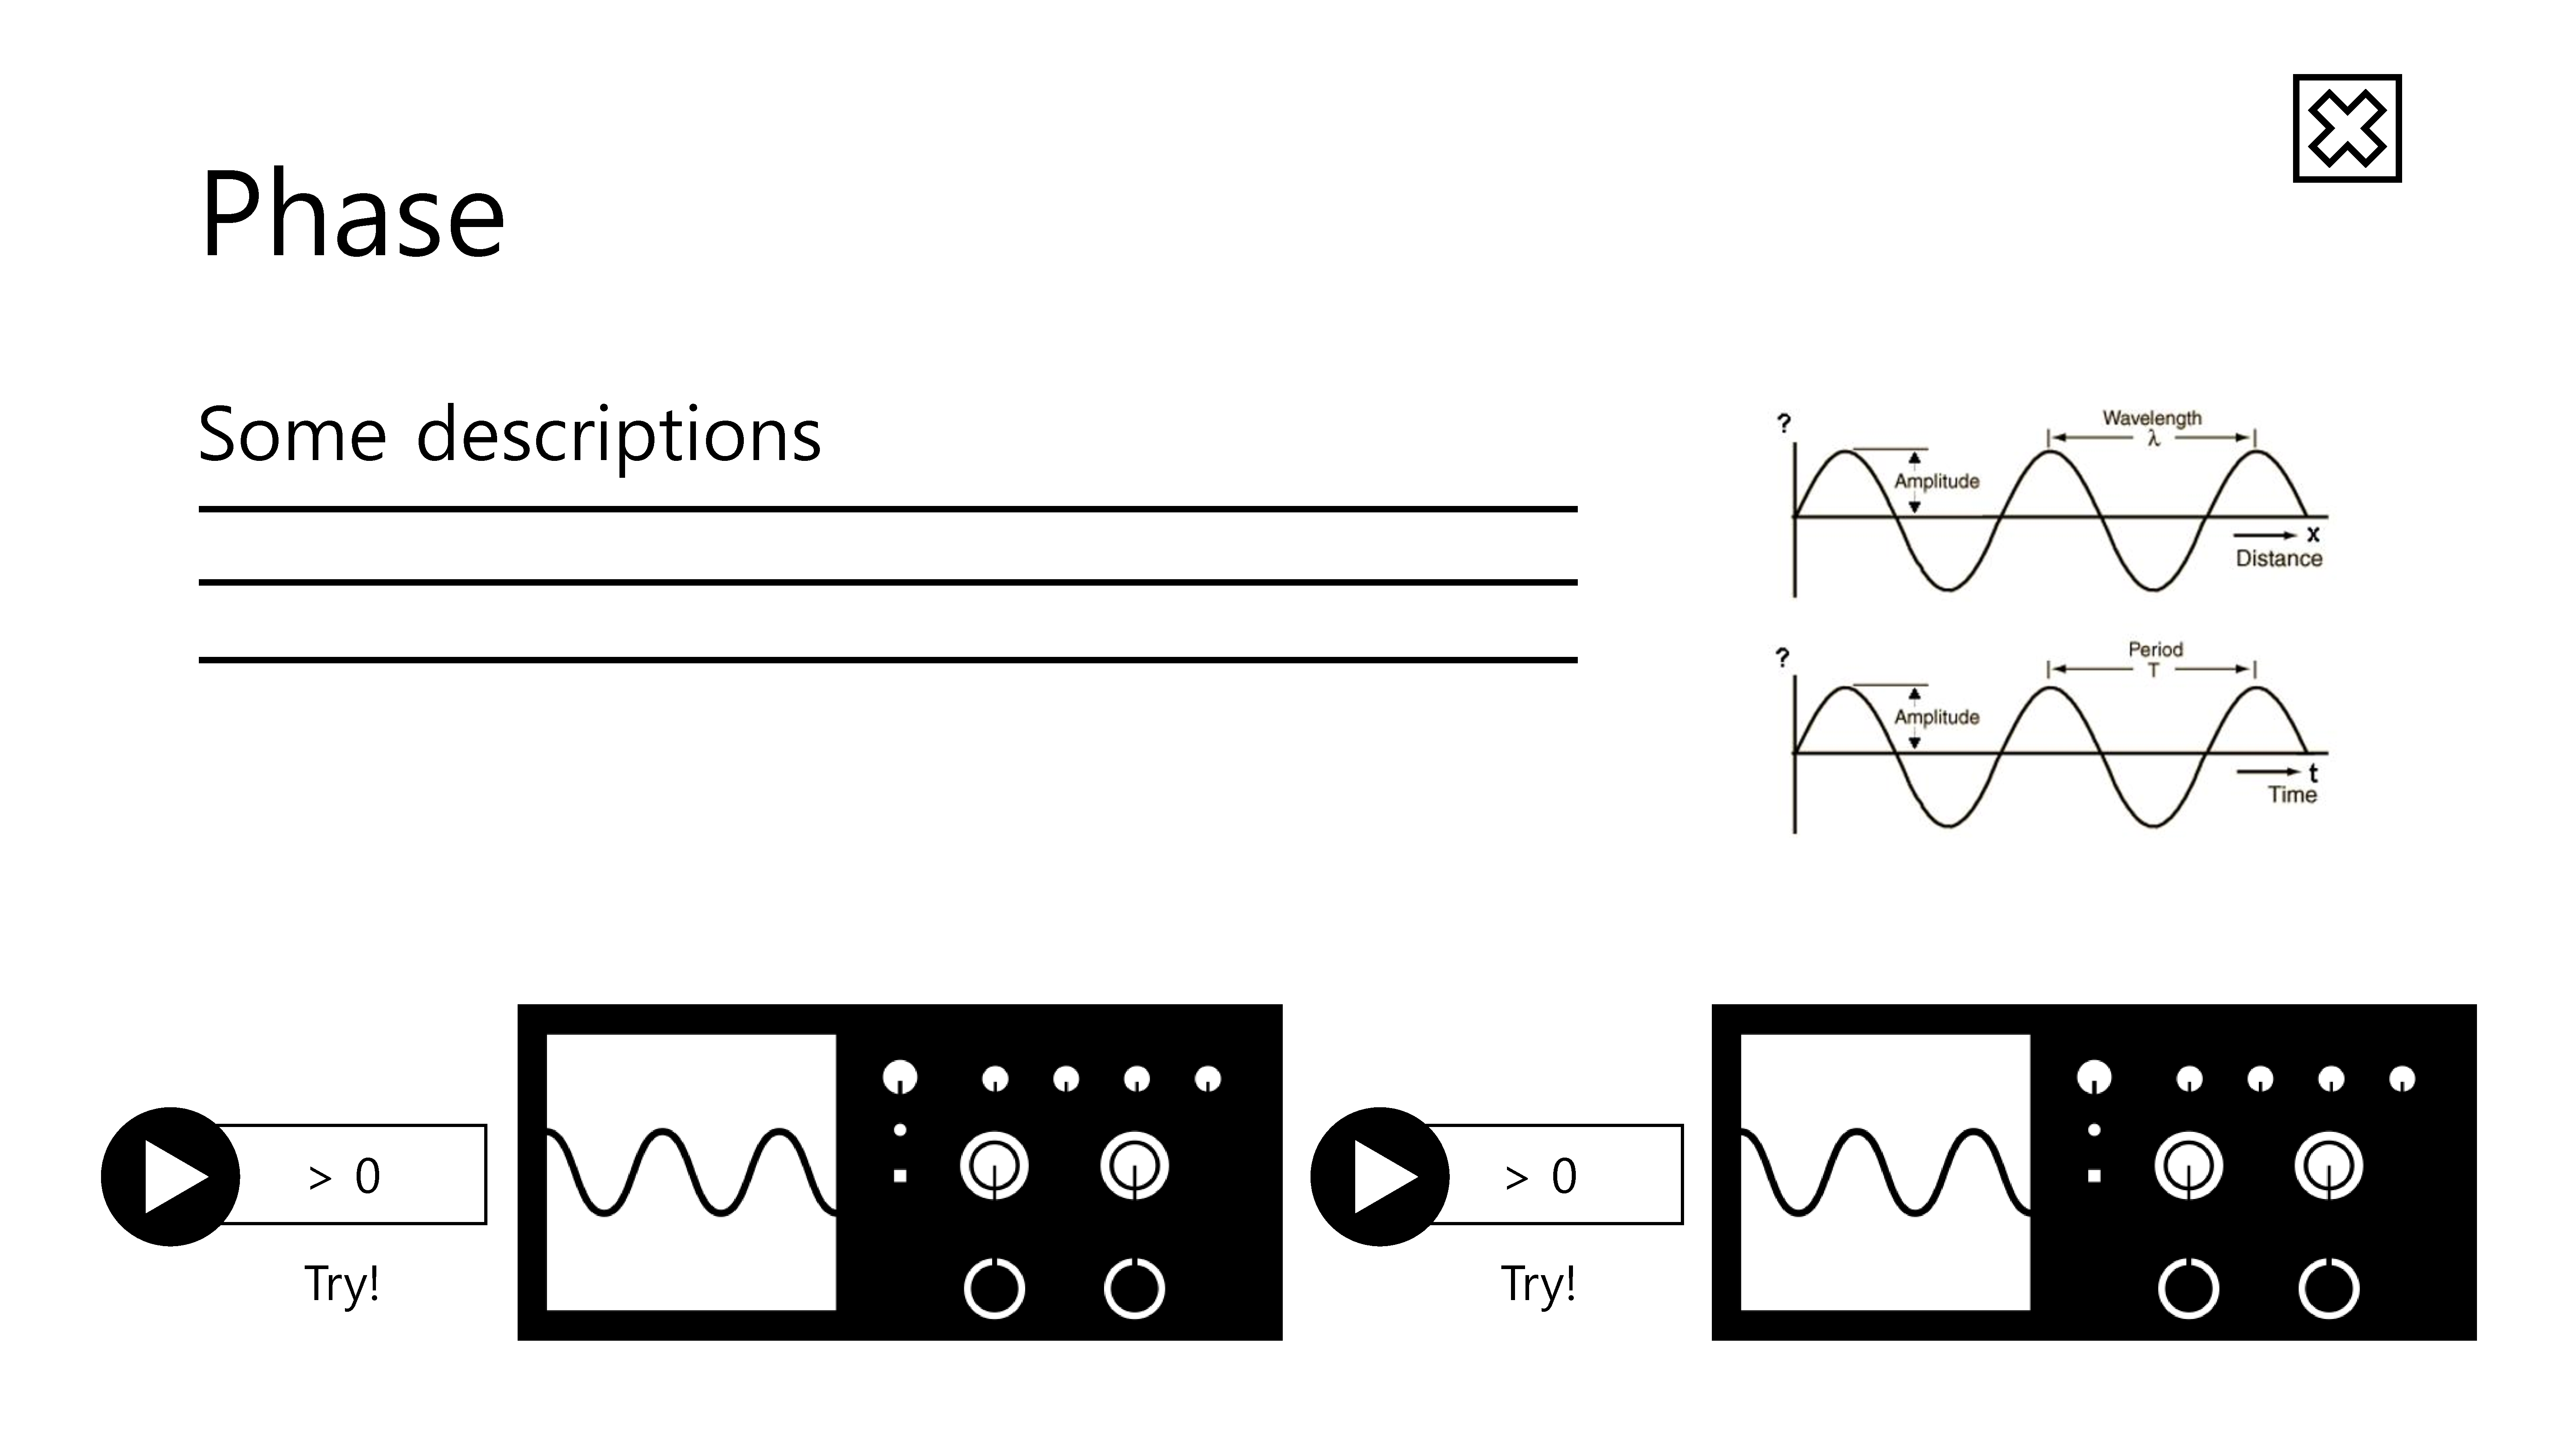 Phase
Some descriptions
?
Wavelength
λ
Amplitude
x
Distance
?
Period
T
Amplitude
t
Time
> 0
Try!
> 0
Try!